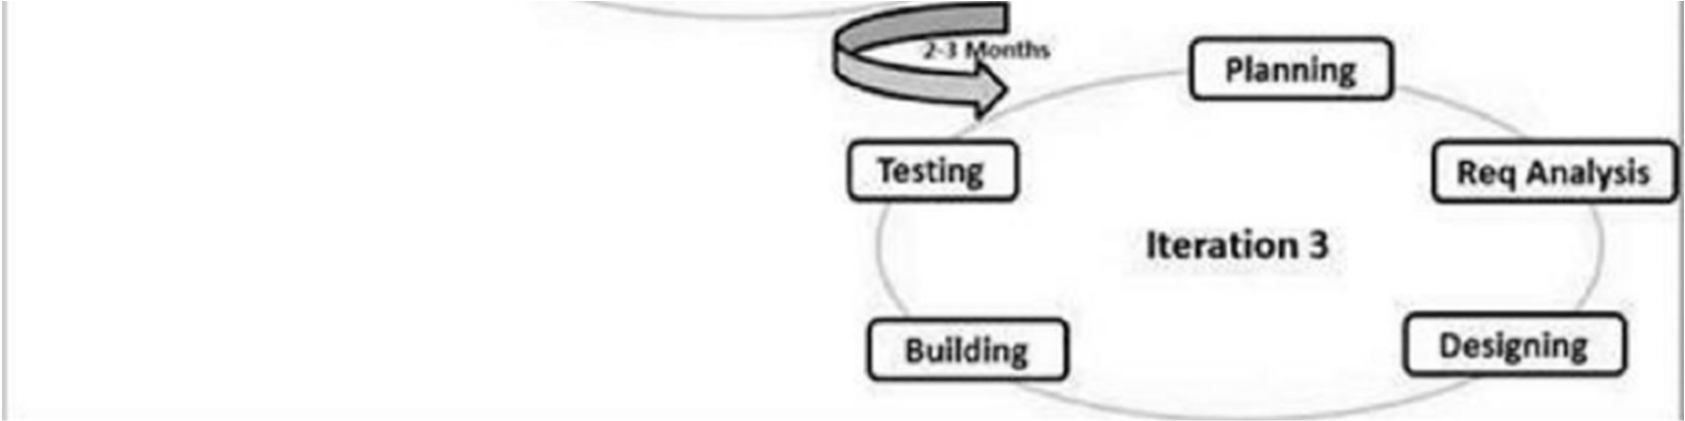 2-3 Months
Planning
Testing
Req Analysis
Iteration 3
Building
Designing